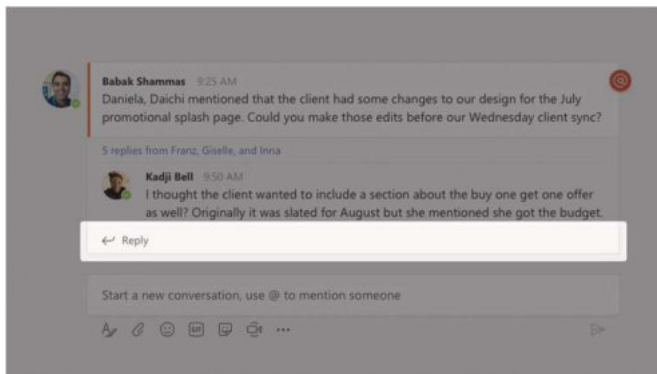 Babak Shammas 9:25 AM
Daniela, Daichi mentioned that the client had some changes to our design for the July
promotional splash page. Could you make those edits before our Wednesday client sync?
5 replies from Franz, Giselle, and Inna
Kadji Bell 9:50 AM
I thought the client wanted to include a section about the buy one get one offer
as well? Originally it was slated for August but she mentioned she got the budget.
Reply
Start a new conversation, use @ to mention someone
GIF